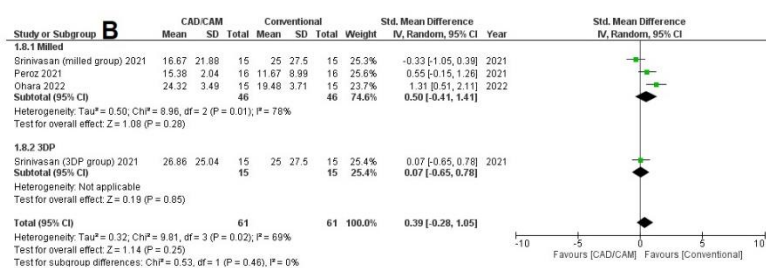 B
CAD/CAM Conventional Std. Mean Difference Std. Mean Difference
Study or Subgroup Mean SD Total Mean SD Total Weight IV, Random, 95% CI Year IV, Random, 95% CI
1.8.1 Milled
Srinivasan (milled group) 2021 16.67 21.88 15 25 27.5 15 25.3% -0.33 [-1.05, 0.39] 2021
Peroz 2021 15.38 2.04 16 11.67 8.99 16 25.6% 0.55 [-0.15, 1.26] 2021
Ohara 2022 24.32 3.49 15 19.48 3.71 15 23.7% 1.31 [0.51, 2.11] 2022
Subtotal (95% CI) 46 46 74.6% 0.50 [-0.41, 1.41]
Heterogeneity: Tau² = 0.50; Chi² = 8.96, df = 2 (P = 0.01); I² = 78%
Test for overall effect: Z = 1.08 (P = 0.28)
1.8.2 3DP
Srinivasan (3DP group) 2021 26.86 25.04 15 25 27.5 15 25.4% 0.07 [-0.65, 0.78] 2021
Subtotal (95% CI) 15 15 25.4% 0.07 [-0.65, 0.78]
Heterogeneity: Not applicable
Test for overall effect: Z = 0.19 (P = 0.85)
Total (95% CI) 61 61 100.0% 0.39 [-0.28, 1.05]
Heterogeneity: Tau² = 0.32; Chi² = 9.81, df = 3 (P = 0.02); I² = 69%
Test for overall effect: Z = 1.14 (P = 0.25)
Test for subgroup differences: Chi² = 0.53, df = 1 (P = 0.46), I² = 0%
-10 -5 0 5 10
Favours [CAD/CAM] Favours [Conventional]